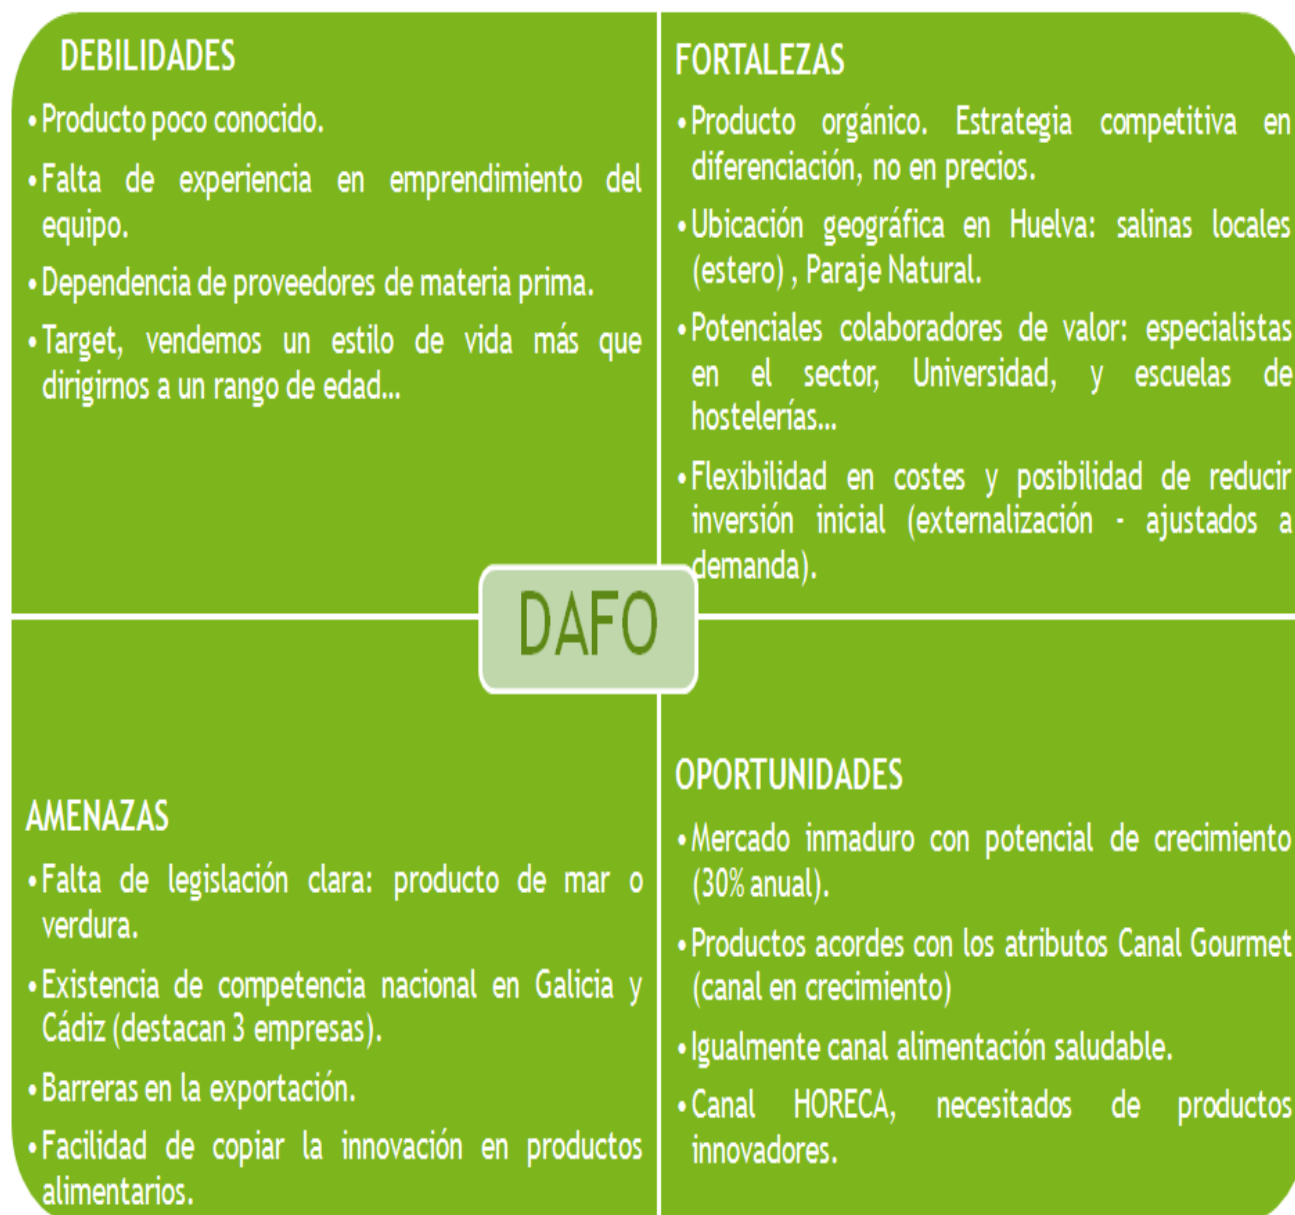 DEBILIDADES
•Producto poco conocido.
•Falta de experiencia en emprendimiento del
equipo.
•Dependencia de proveedores de materia prima.
•Target, vendemos un estilo de vida más que
dirigirnos a un rango de edad...
FORTALEZAS
•Producto orgánico. Estrategia competitiva en
diferenciación, no en precios.
•Ubicación geográfica en Huelva: salinas locales
(estero) , Paraje Natural.
•Potenciales colaboradores de valor: especialistas
en el sector, Universidad, y escuelas de
hostelerías...
•Flexibilidad en costes y posibilidad de reducir
inversión inicial (externalización - ajustados a
demanda).
DAFO
AMENAZAS
•Falta de legislación clara: producto de mar o
verdura.
•Existencia de competencia nacional en Galicia y
Cádiz (destacan 3 empresas).
•Barreras en la exportación.
•Facilidad de copiar la innovación en productos
alimentarios.
OPORTUNIDADES
•Mercado inmaduro con potencial de crecimiento
(30% anual).
•Productos acordes con los atributos Canal Gourmet
(canal en crecimiento)
•Igualmente canal alimentación saludable.
•Canal HORECA, necesitados de productos
innovadores.